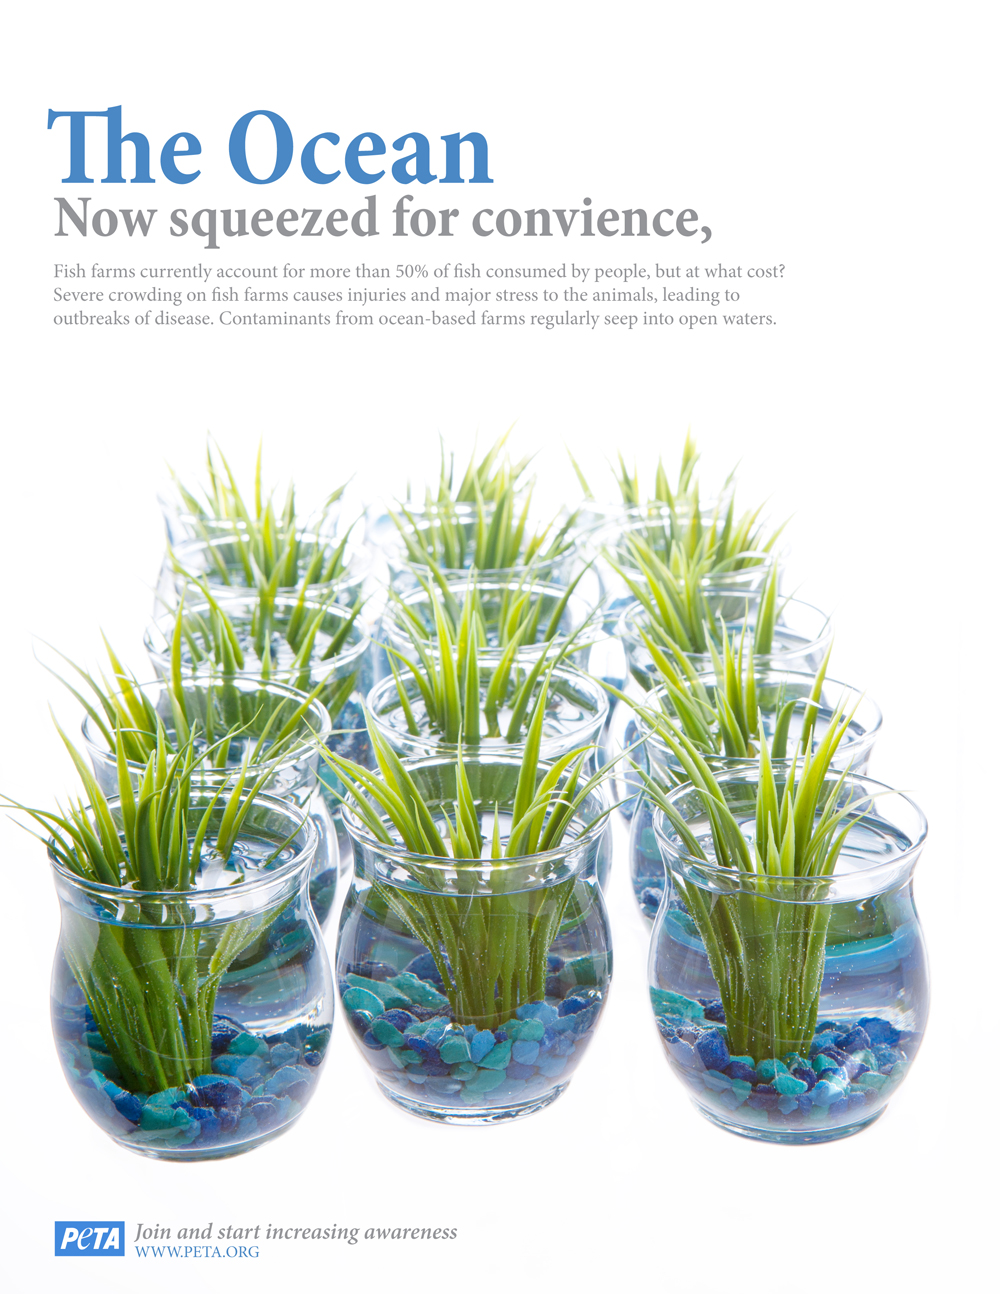 The Ocean
Now squeezed for convience,
Fish farms currently account for more than 50% of fish consumed by people, but at what cost?
Severe crowding on fish farms causes injuries and major stress to the animals, leading to
outbreaks of disease. Contaminants from ocean-based farms regularly seep into open waters.
PeTA Join and start increasing awareness
WWW.PETA.ORG